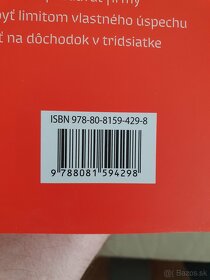 byť limitom vlastného úspechu
ť na dôchodok v tridsiatke
ISBN 978-80-8159-429-8
9 788081 594298
Bazos.sk